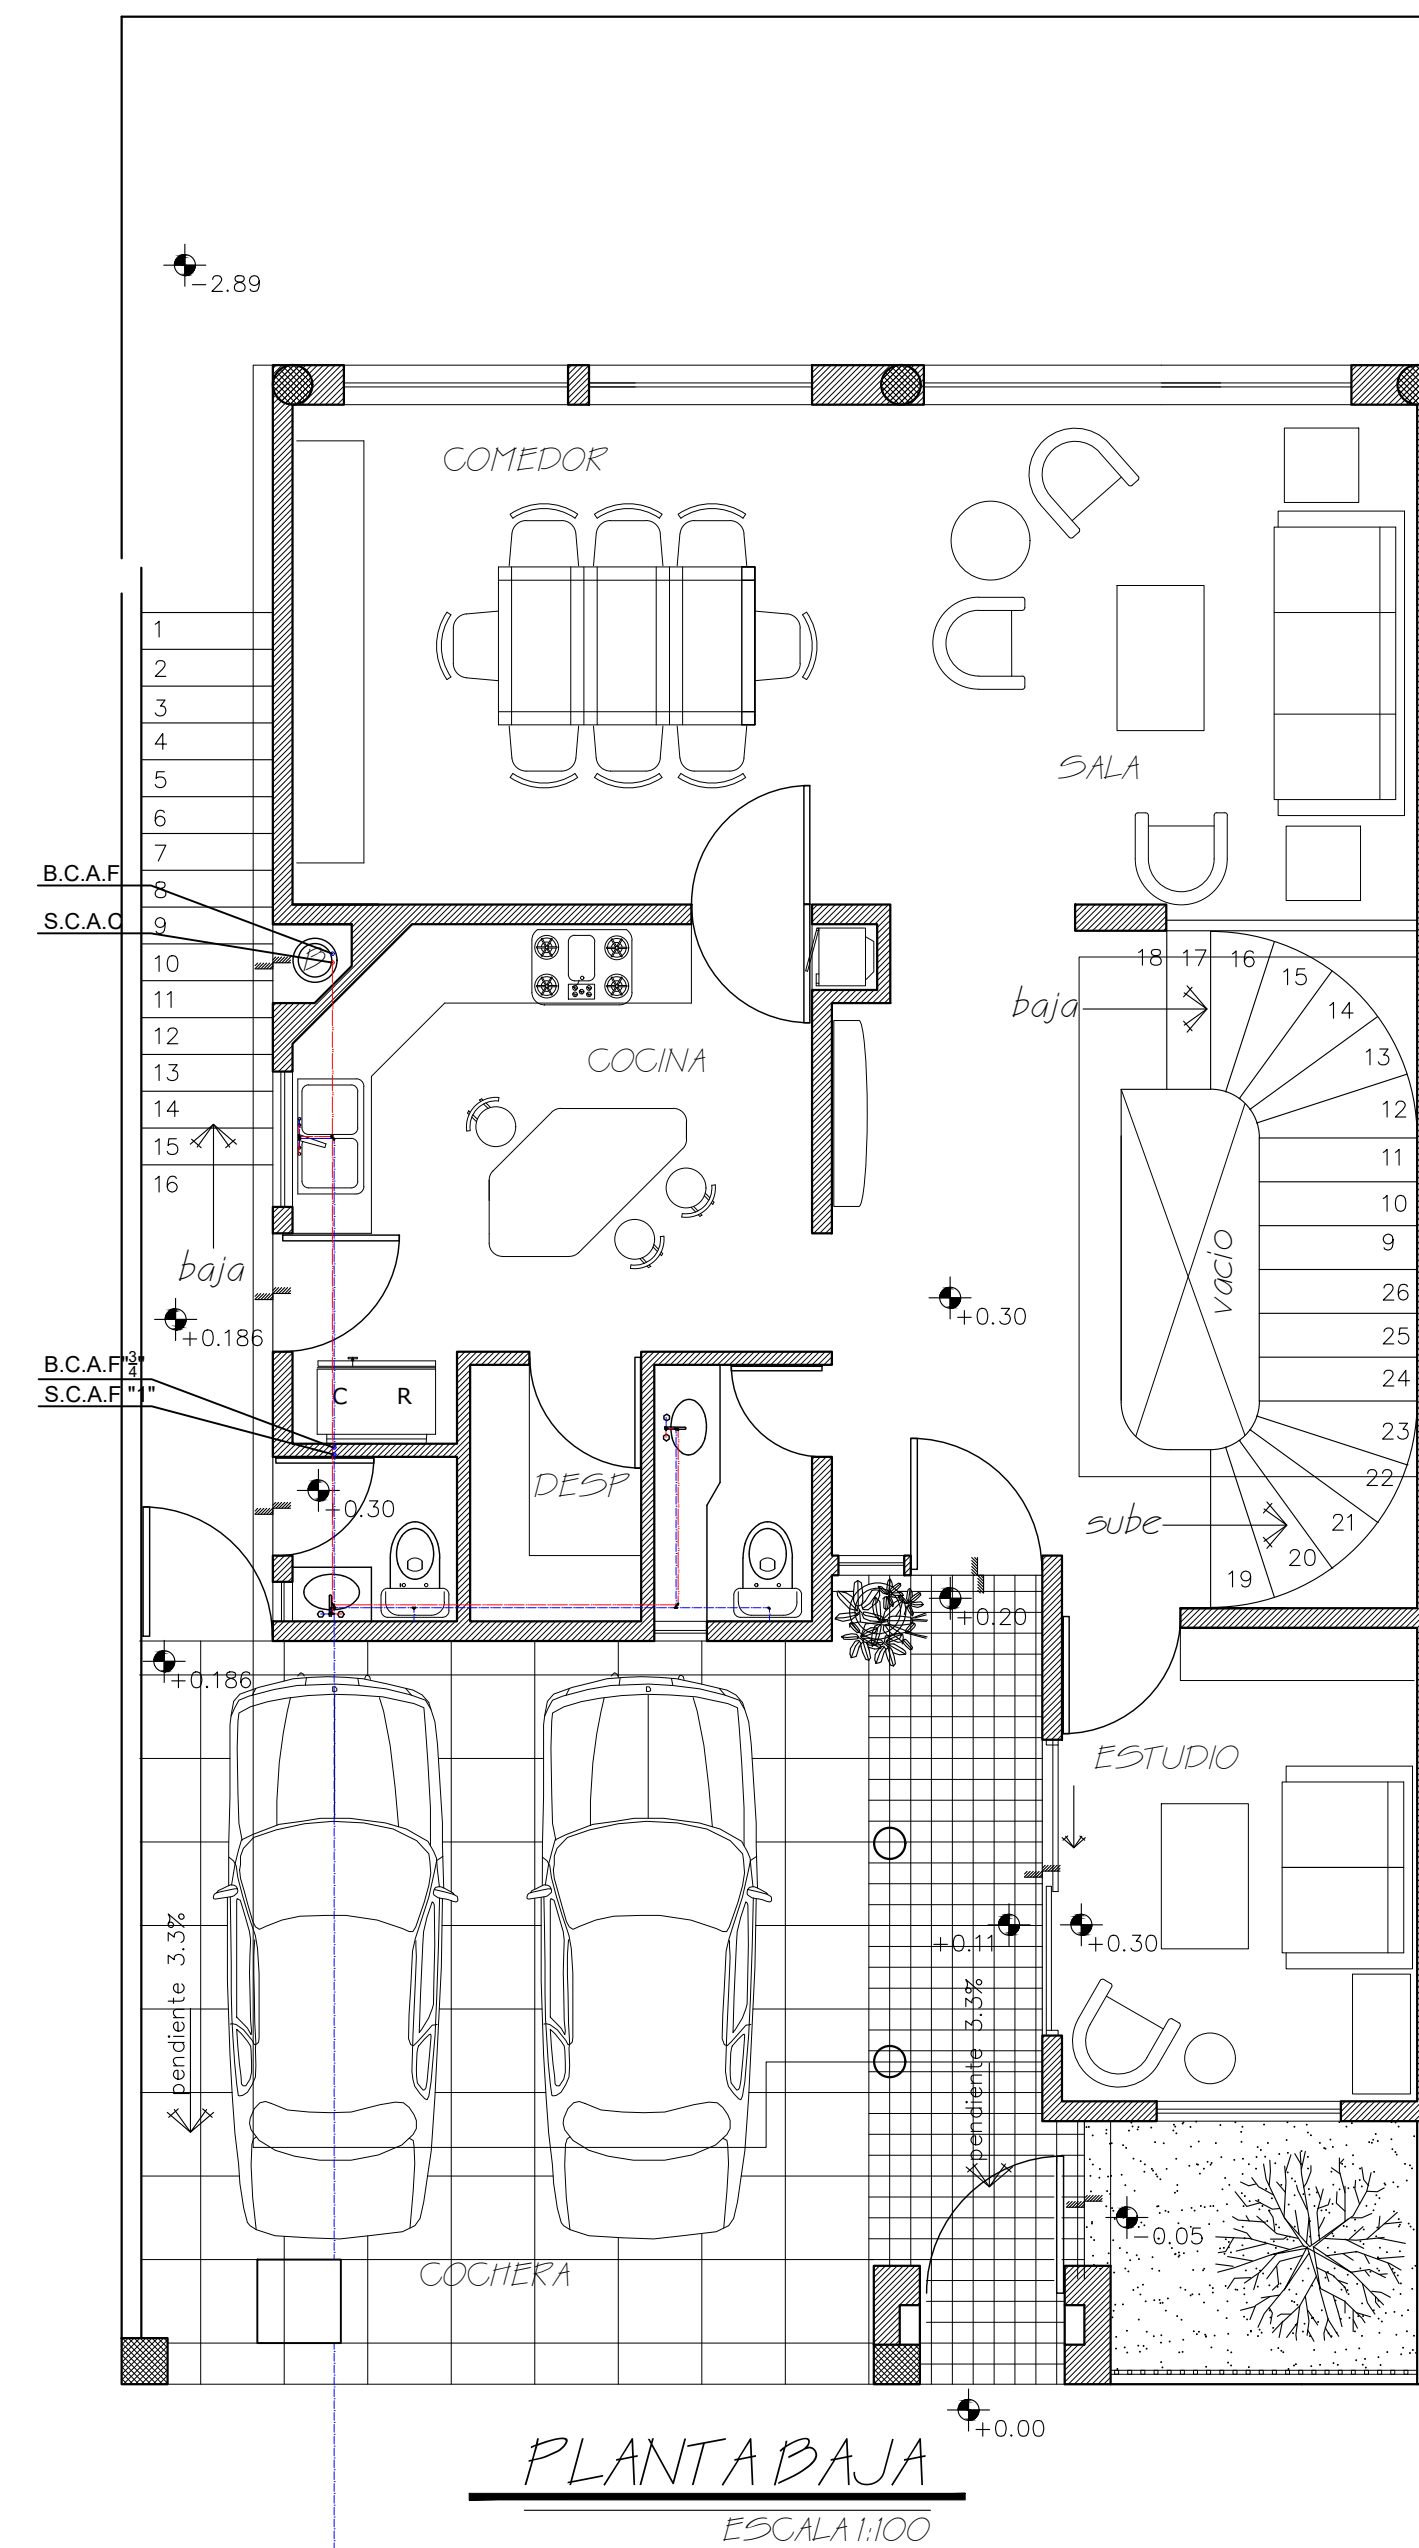 -2.89
COMEDOR
1
2
3
4
5
6
7
8
9
10
11
12
13
14
15
16
SALA
B.C.A.F
S.C.A.C
COCINA
baja
18
17
16
15
14
13
12
11
10
9
26
25
24
23
22
21
20
19
baja
vacio
+0.186
+0.30
B.C.A.F"3/4"
S.C.A.F "1"
C R
DESP
+0.30
sube
+0.20
+0.186
ESTUDIO
+0.11
+0.30
pendiente 3.3%
pendiente 3.3%
-0.05
COCHERA
+0.00
PLANTA BAJA
ESCALA 1:100